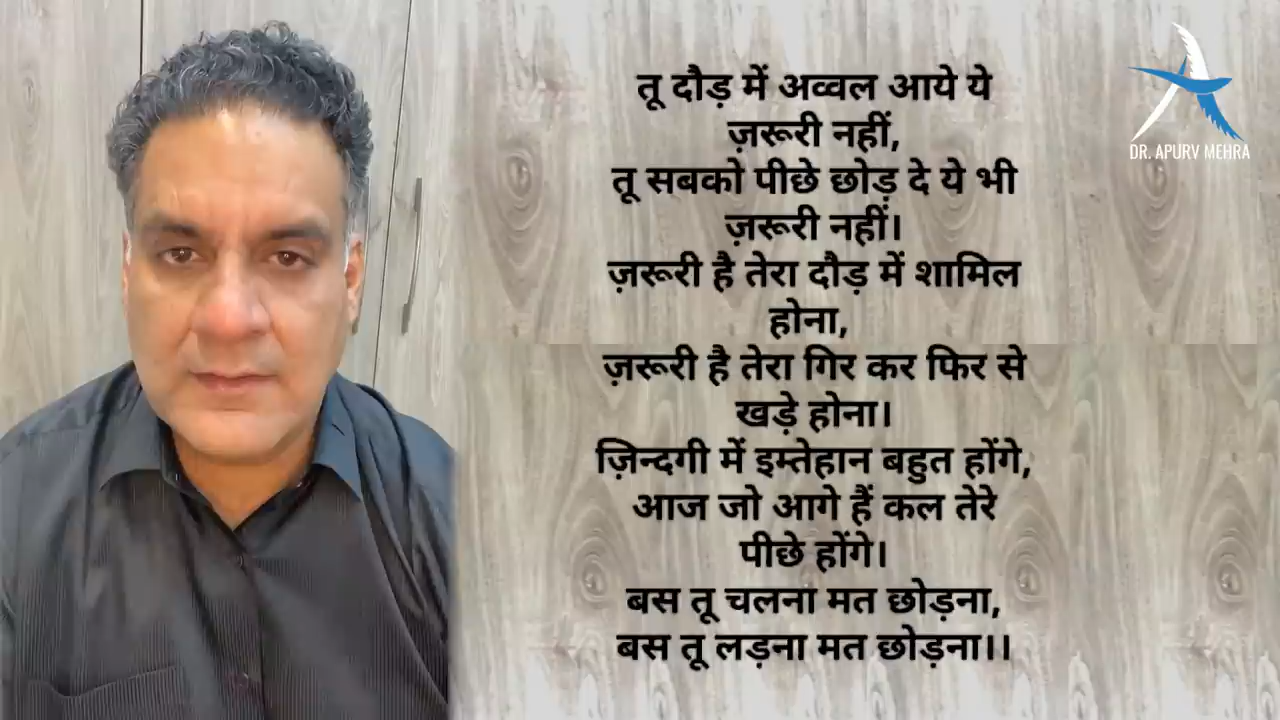 तू दौड़ में अव्वल आये ये
ज़रूरी नहीं,
तू सबको पीछे छोड़ दे ये भी
ज़रूरी नहीं।
ज़रूरी है तेरा दौड़ में शामिल
होना,
ज़रूरी है तेरा गिर कर फिर से
खड़े होना।
ज़िन्दगी में इम्तेहान बहुत होंगे,
आज जो आगे हैं कल तेरे
पीछे होंगे।
बस तू चलना मत छोड़ना,
बस तू लड़ना मत छोड़ना।।
DR. APURV MEHRA